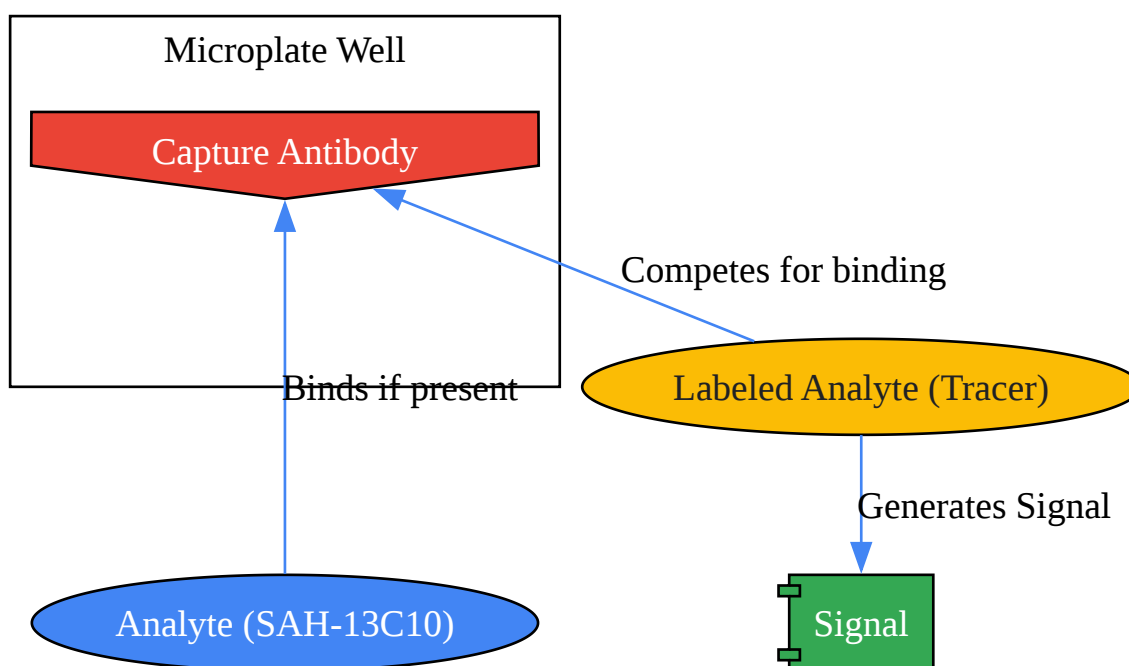 Microplate Well
Capture Antibody
Competes for binding
Binds if present
Labeled Analyte (Tracer)
Generates Signal
Analyte (SAH-13C10)
Signal